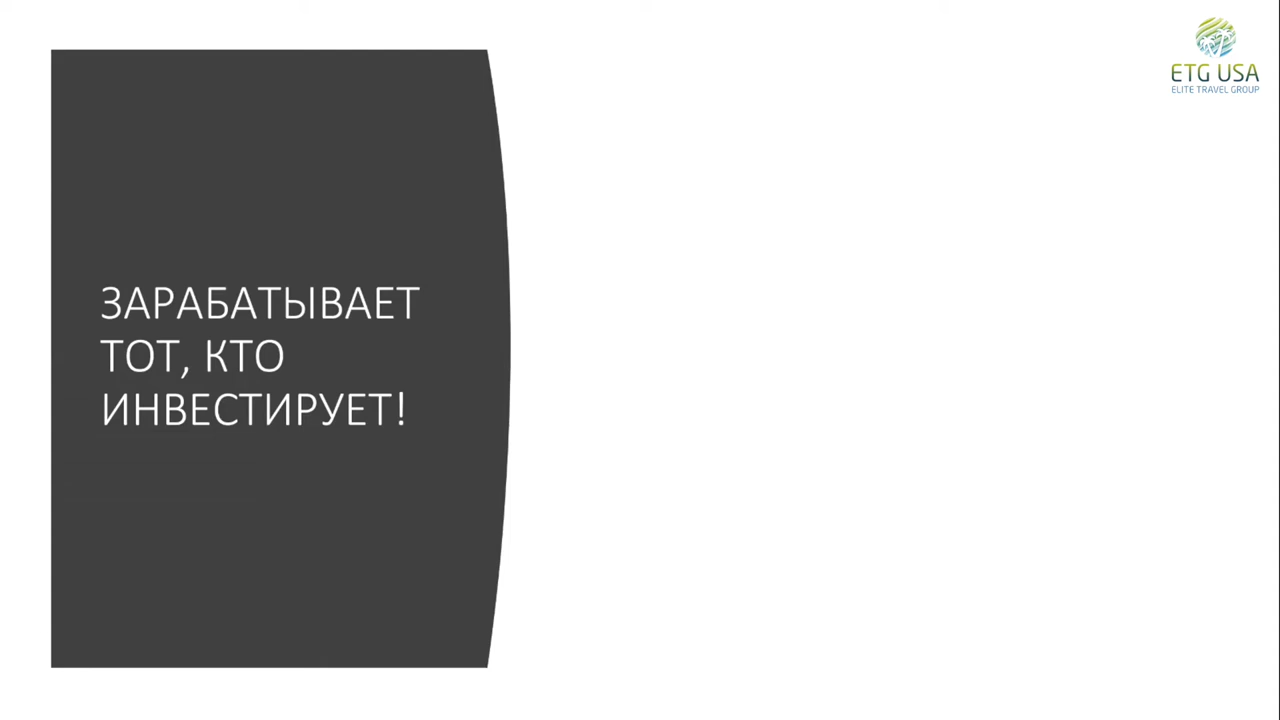 ETG USA
ELITE TRAVEL GROUP
ЗАРАБАТЫВАЕТ
ТОТ, КТО
ИНВЕСТИРУЕТ!